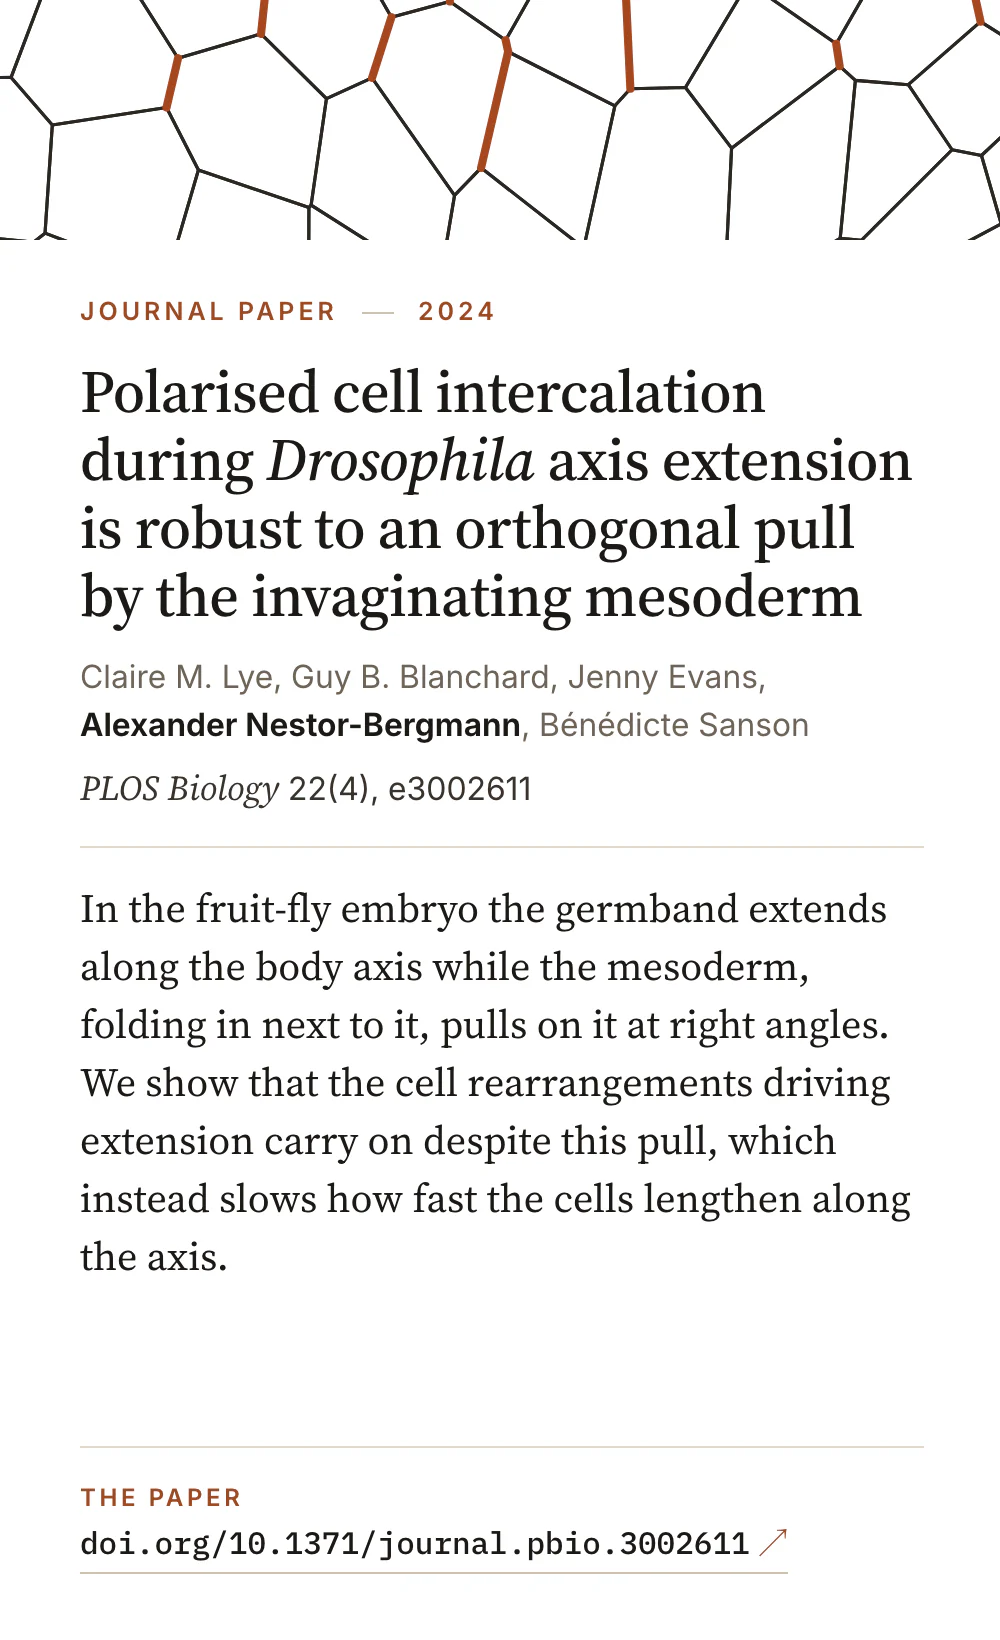 JOURNAL PAPER — 2024
Polarised cell intercalation
during Drosophila axis extension
is robust to an orthogonal pull
by the invaginating mesoderm
Claire M. Lye, Guy B. Blanchard, Jenny Evans,
Alexander Nestor-Bergmann, Bénédicte Sanson
PLOS Biology 22(4), e3002611
In the fruit-fly embryo the germband extends
along the body axis while the mesoderm,
folding in next to it, pulls on it at right angles.
We show that the cell rearrangements driving
extension carry on despite this pull, which
instead slows how fast the cells lengthen along
the axis.
THE PAPER
doi.org/10.1371/journal.pbio.3002611 ↗